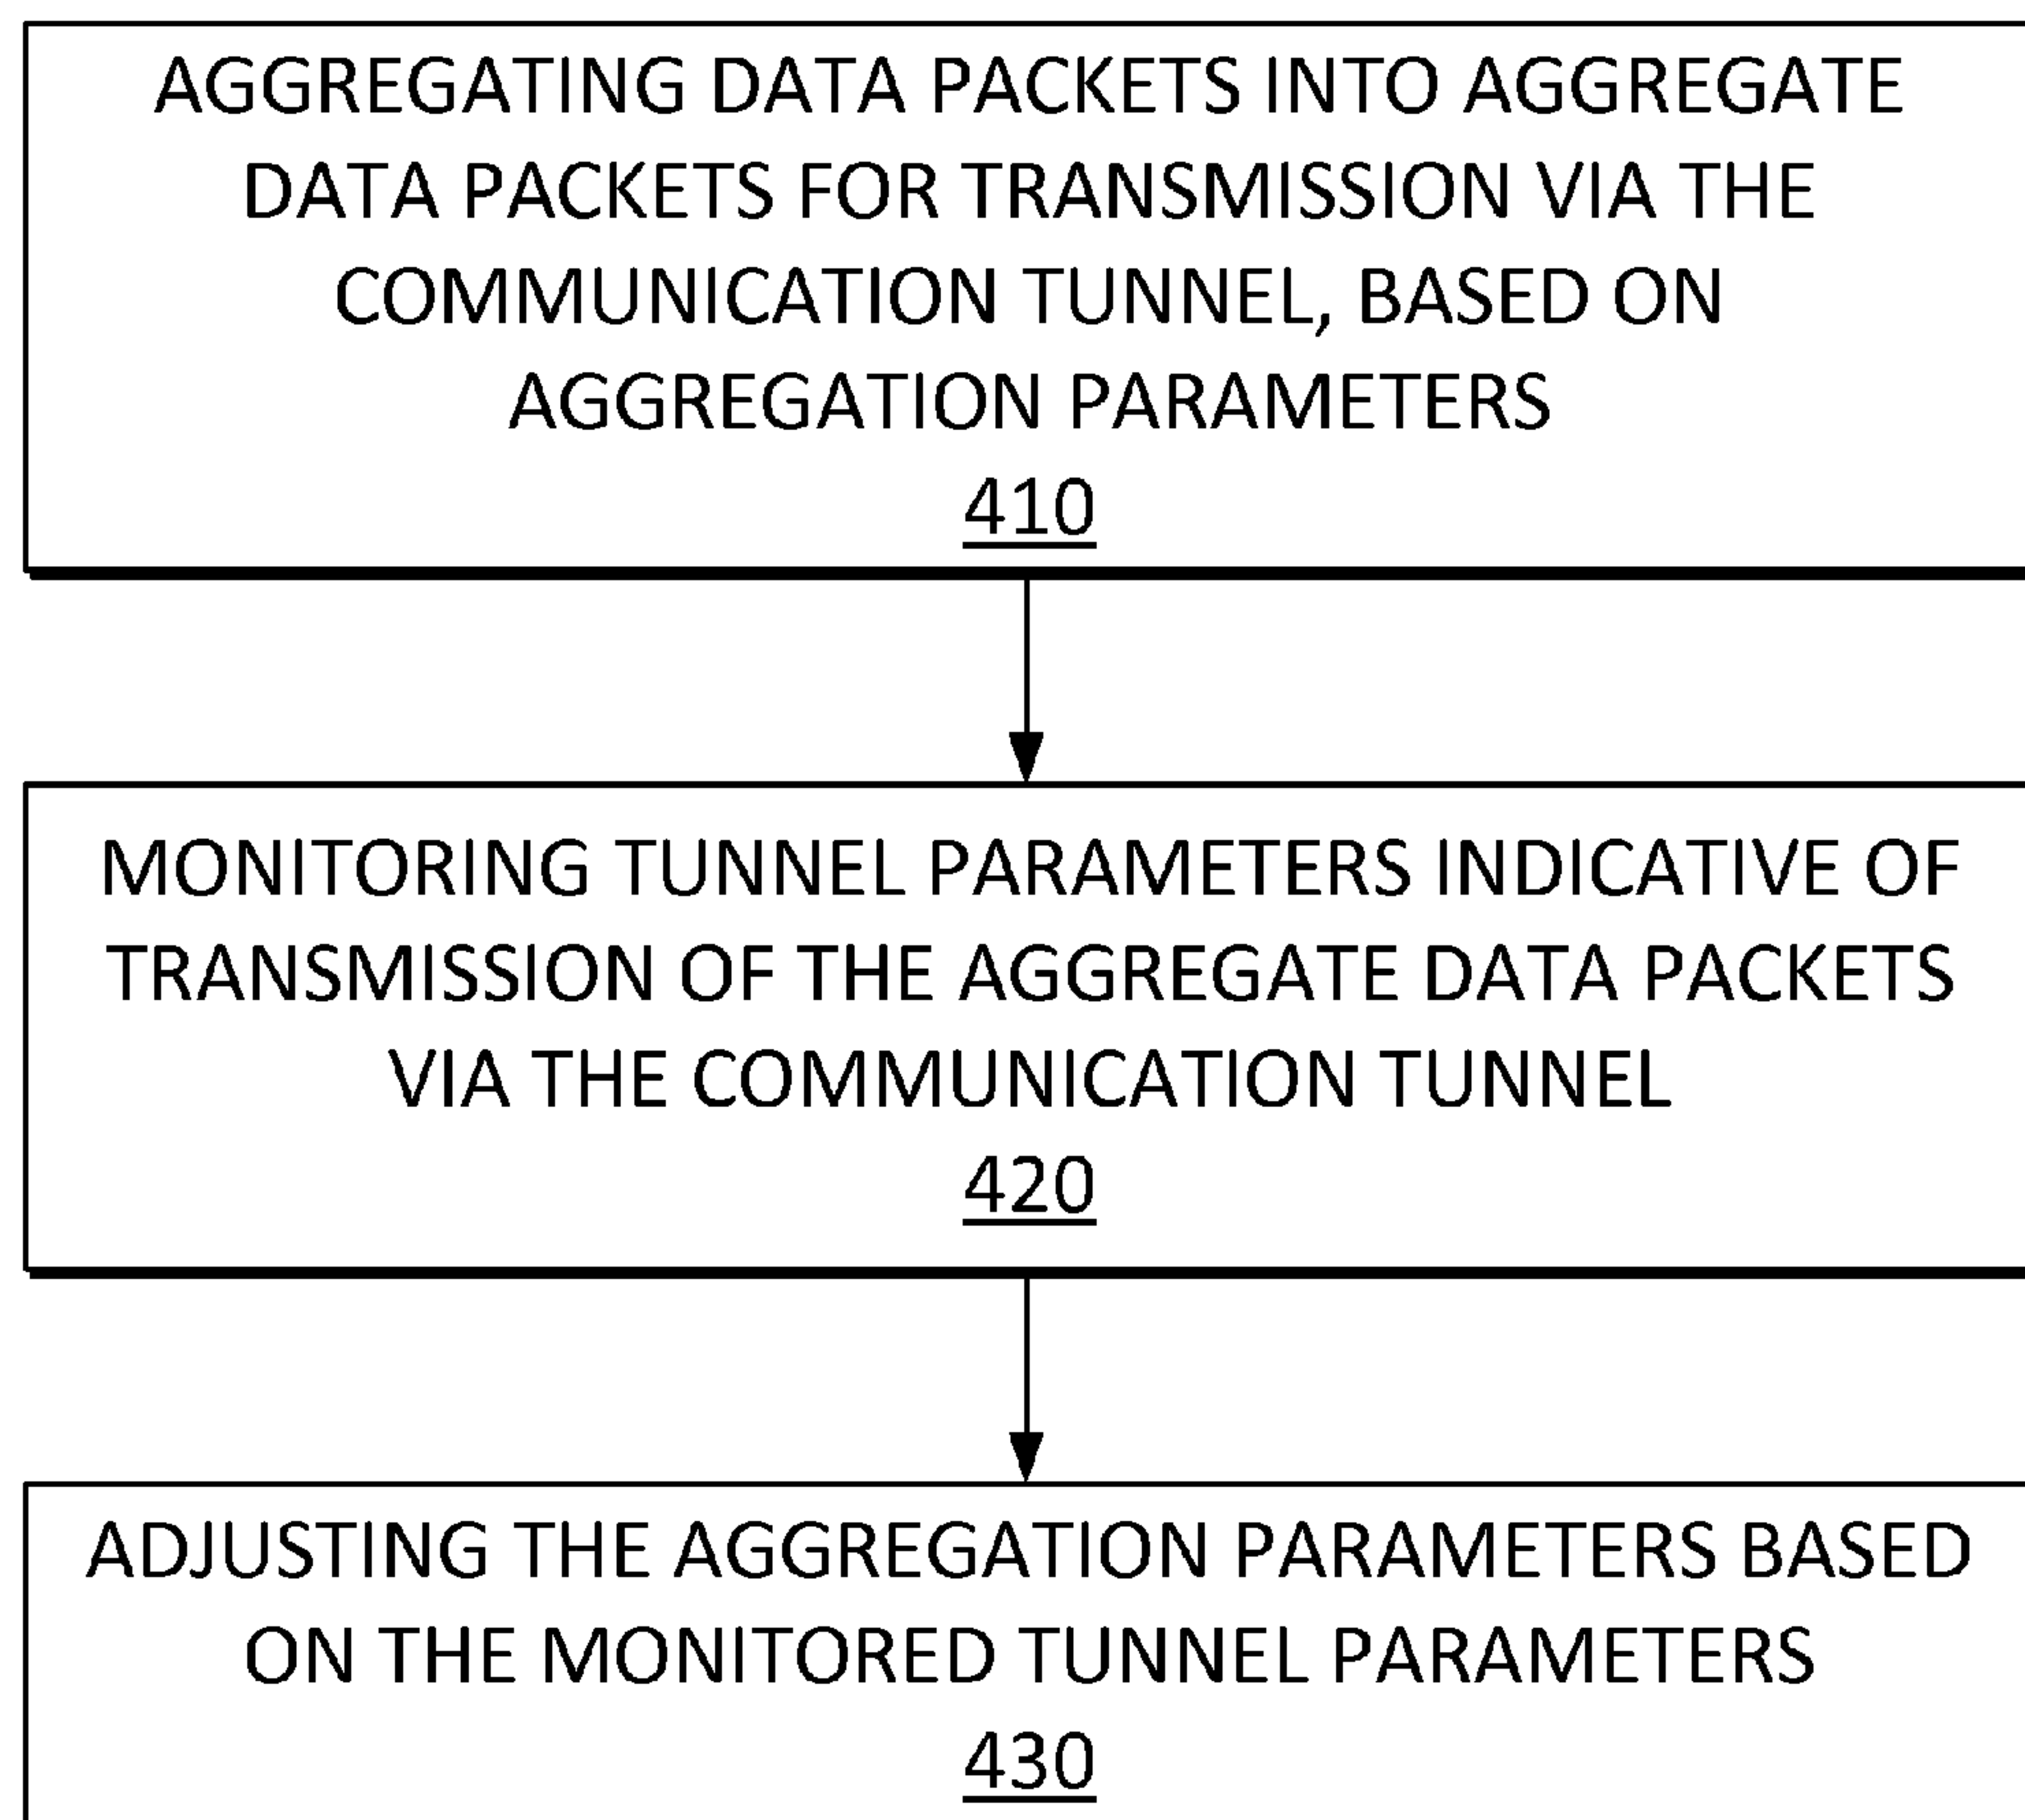 AGGREGATING DATA PACKETS INTO AGGREGATE
DATA PACKETS FOR TRANSMISSION VIA THE
COMMUNICATION TUNNEL, BASED ON
AGGREGATION PARAMETERS
410
MONITORING TUNNEL PARAMETERS INDICATIVE OF
TRANSMISSION OF THE AGGREGATE DATA PACKETS
VIA THE COMMUNICATION TUNNEL
420
ADJUSTING THE AGGREGATION PARAMETERS BASED
ON THE MONITORED TUNNEL PARAMETERS
430